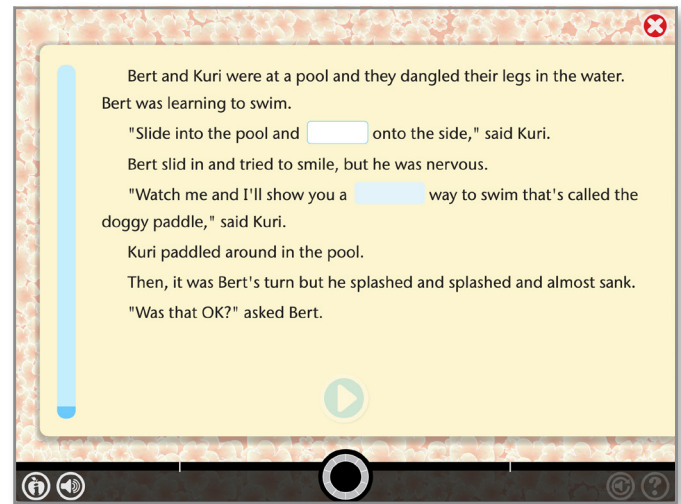 Bert and Kuri were at a pool and they dangled their legs in the water.
Bert was learning to swim.
"Slide into the pool and onto the side," said Kuri.
Bert slid in and tried to smile, but he was nervous.
"Watch me and I'll show you a way to swim that's called the
doggy paddle," said Kuri.
Kuri paddled around in the pool.
Then, it was Bert's turn but he splashed and splashed and almost sank.
"Was that OK?" asked Bert.